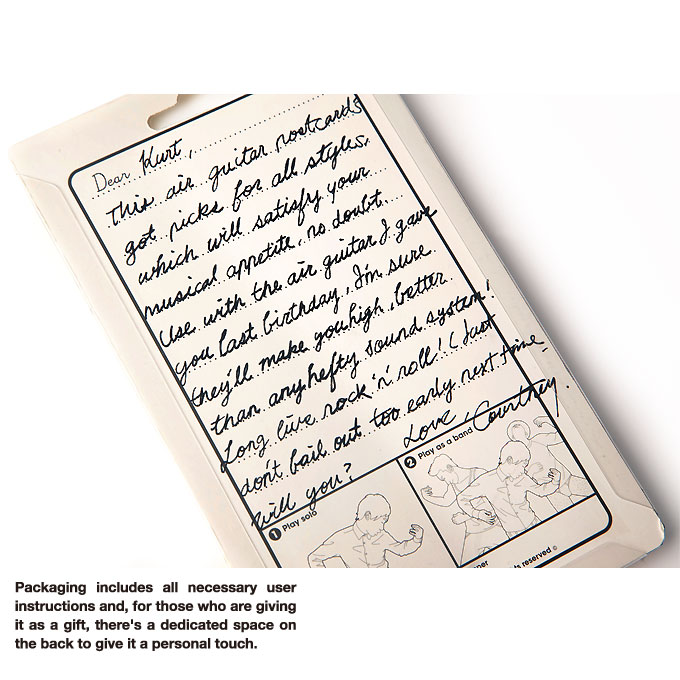 Dear Kurt,
This air guitar postcards
got picks for all styles,
which will satisfy your
musical appetite, no doubt.
Use with the air guitar I gave
you last birthday, I'm sure
they'll make you high, better
than any hefty sound system!
Long live rock 'n' roll! (Just
don't bail out too early next time
will you?
Love, Courtney.
1 Play solo
2 Play as a band
ner
ts reserved ©
Packaging includes all necessary user
instructions and, for those who are giving
it as a gift, there's a dedicated space on
the back to give it a personal touch.